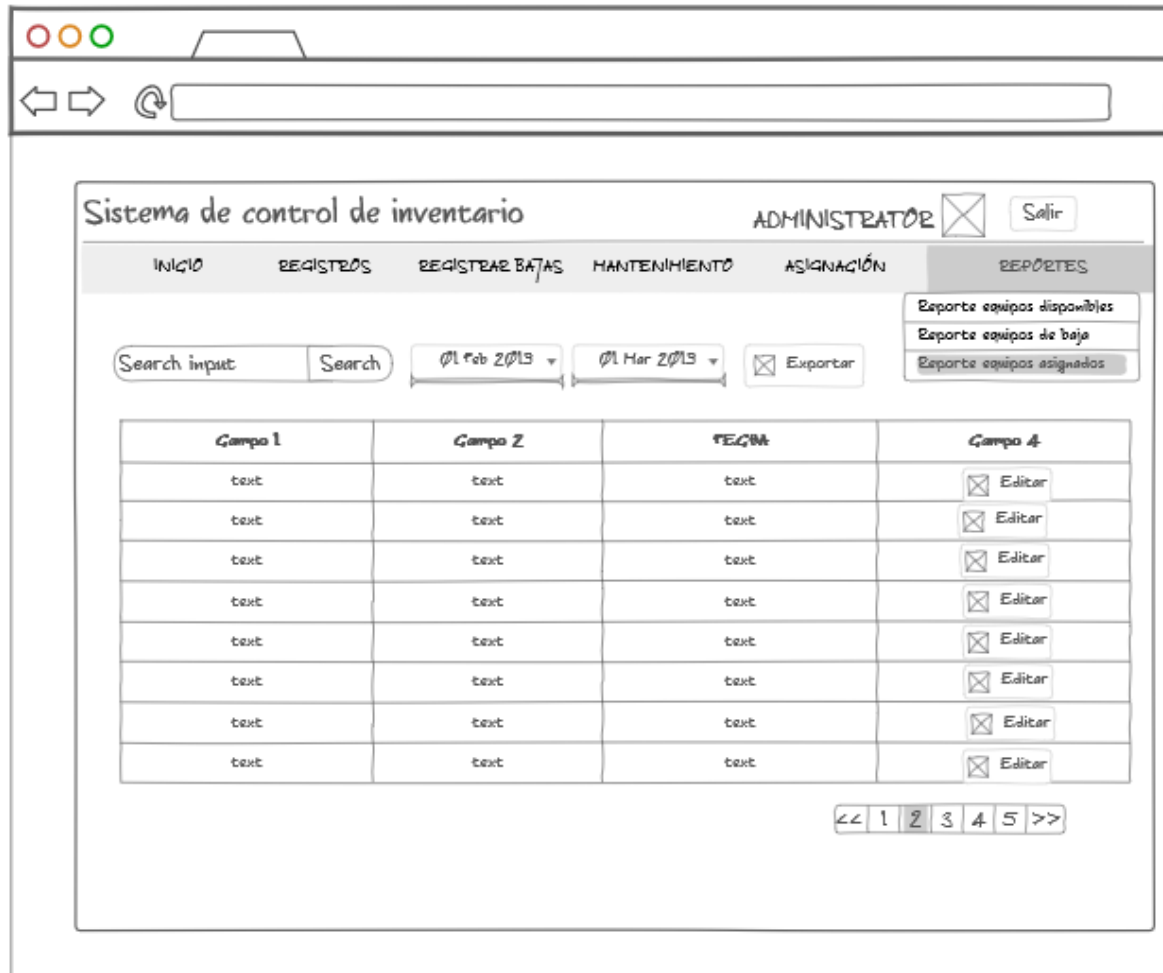 Sistema de control de inventario
ADMINISTRATOR
Salir
INICIO REGISTROS REGISTRAR BAJAS MANTENIMIENTO ASIGNACIÓN REPORTES
Reporte equipos disponibles
Reporte equipos de baja
Reporte equipos asignados
Search input Search 01 Feb 2013 01 Mar 2013 Exportar
Campo 1 Campo 2 FECHA Campo 4
text text text Editar
text text text Editar
text text text Editar
text text text Editar
text text text Editar
text text text Editar
text text text Editar
text text text Editar
<< 1 2 3 4 5 >>